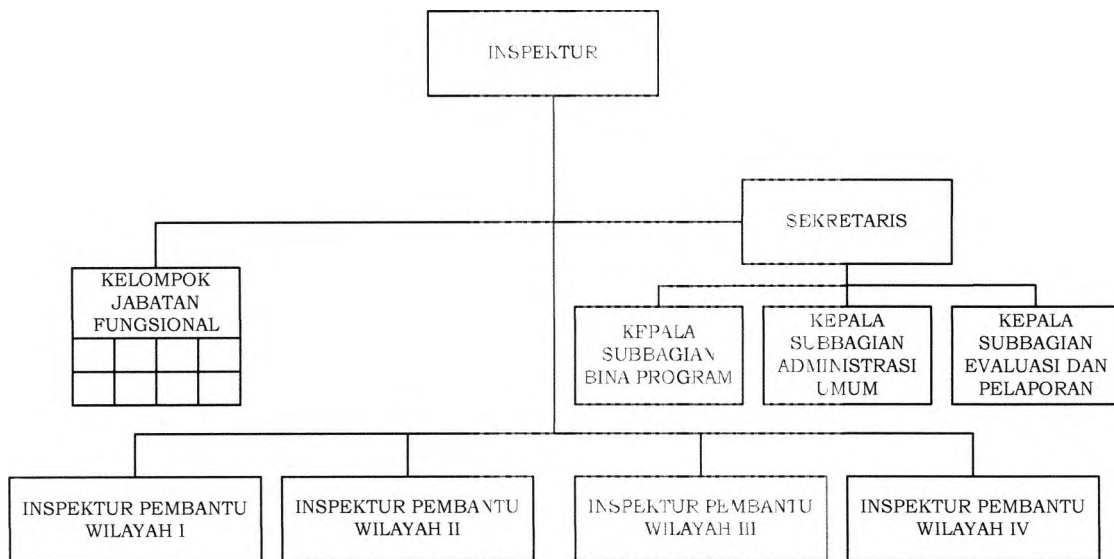 INSPEKTUR
SEKRETARIS
KELOMPOK
JABATAN
FUNGSIONAL
KEPALA
SUBBAGIAN
BINA PROGRAM
KEPALA
SUBBAGIAN
ADMINISTRASI
UMUM
KEPALA
SUBBAGIAN
EVALUASI DAN
PELAPORAN
INSPEKTUR PEMBANTU
WILAYAH I
INSPEKTUR PEMBANTU
WILAYAH II
INSPEKTUR PEMBANTU
WILAYAH III
INSPEKTUR PEMBANTU
WILAYAH IV